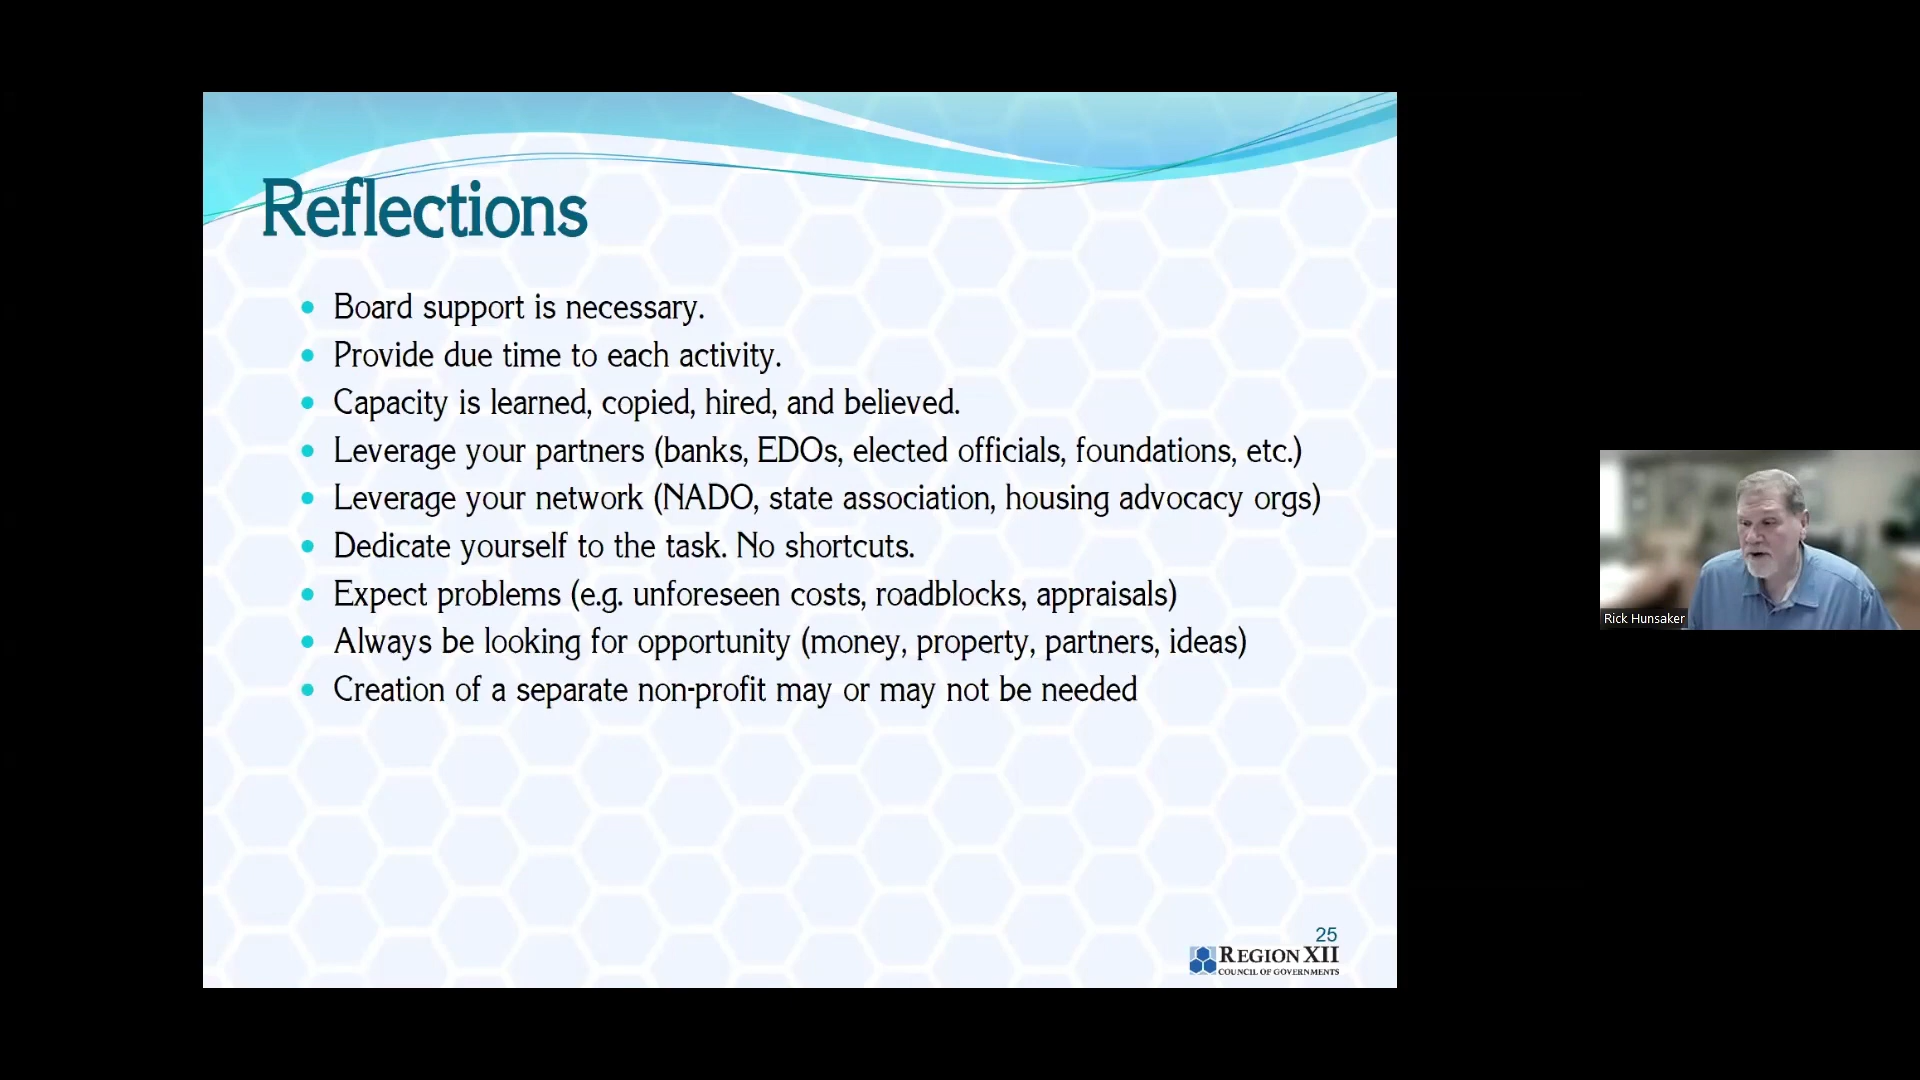 Reflections
Board support is necessary.
Provide due time to each activity.
Capacity is learned, copied, hired, and believed.
Leverage your partners (banks, EDOs, elected officials, foundations, etc.)
Leverage your network (NADO, state association, housing advocacy orgs)
Dedicate yourself to the task. No shortcuts.
Expect problems (e.g. unforeseen costs, roadblocks, appraisals)
Always be looking for opportunity (money, property, partners, ideas)
Creation of a separate non-profit may or may not be needed
25
REGION XII
COUNCIL OF GOVERNMENTS
Rick Hunsaker